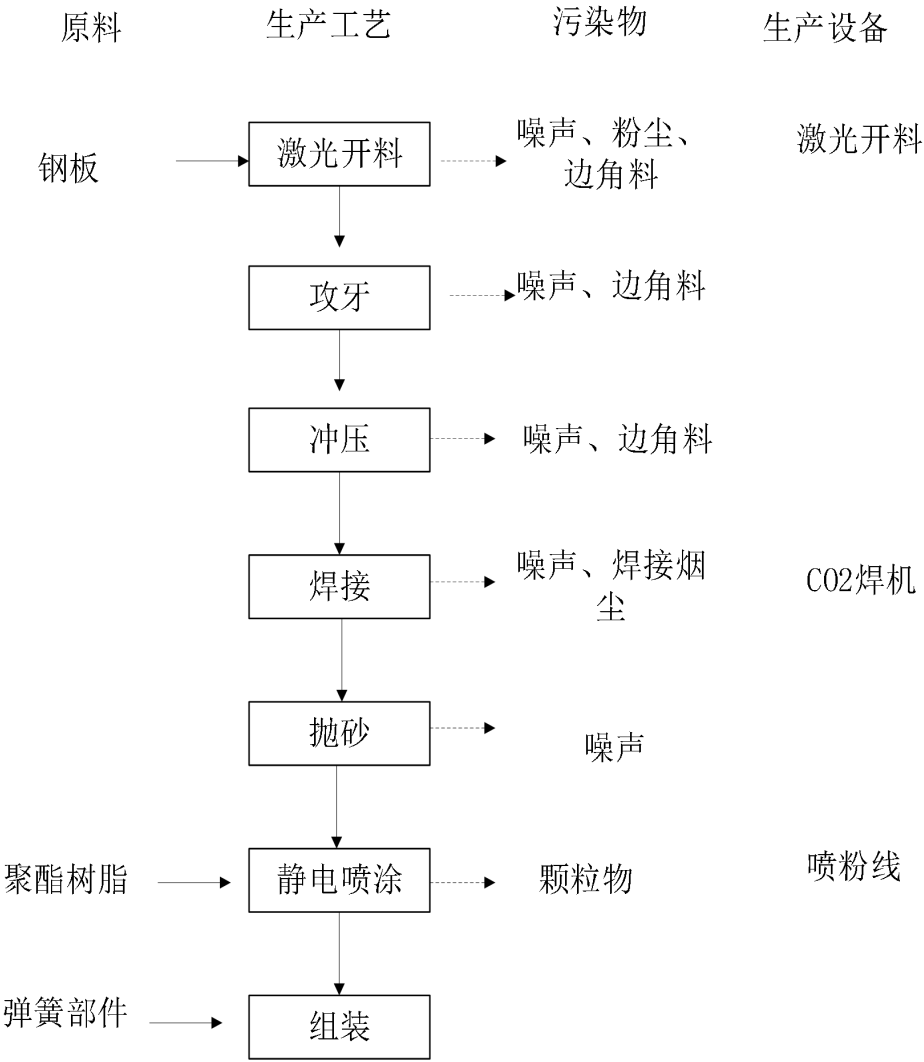 原料 生产工艺 污染物 生产设备
钢板 激光开料 噪声、粉尘、 激光开料
边角料
攻牙 噪声、边角料
冲压 噪声、边角料
焊接 噪声、焊接烟 CO2焊机
尘
抛砂 噪声
聚酯树脂 静电喷涂 颗粒物 喷粉线
弹簧部件 组装